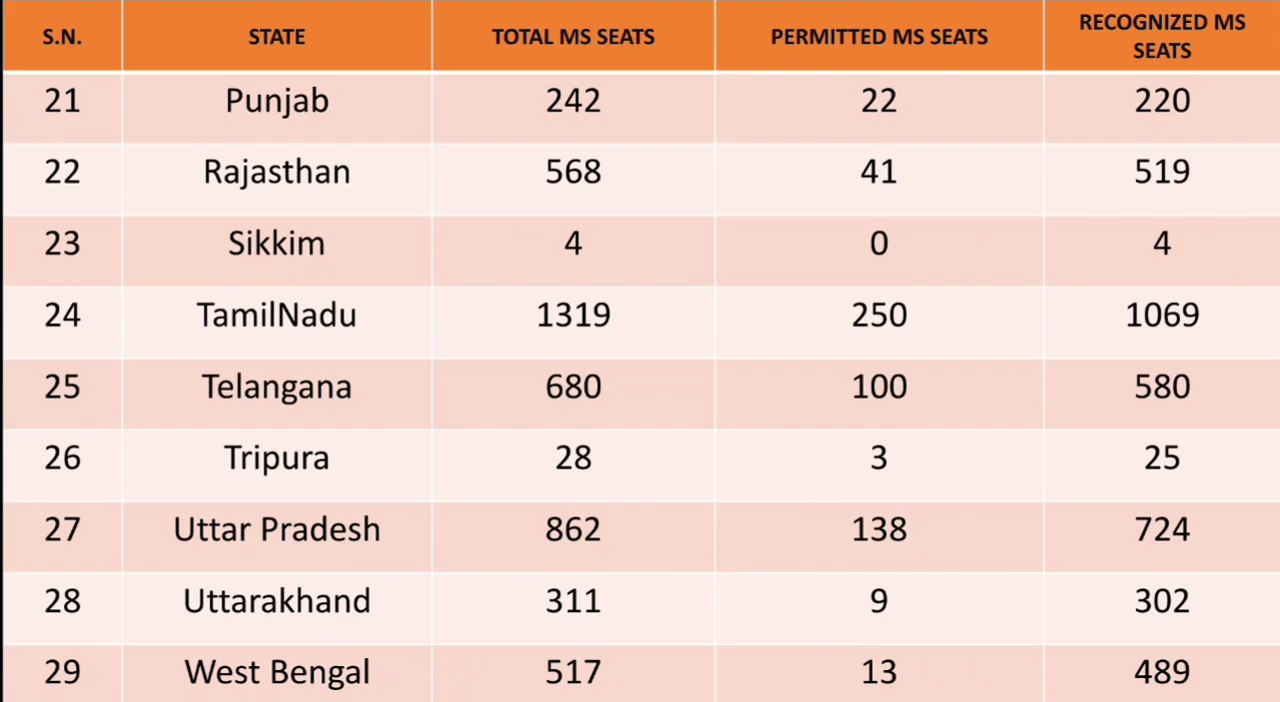 S.N. STATE TOTAL MS SEATS PERMITTED MS SEATS RECOGNIZED MS SEATS
21 Punjab 242 22 220
22 Rajasthan 568 41 519
23 Sikkim 4 0 4
24 TamilNadu 1319 250 1069
25 Telangana 680 100 580
26 Tripura 28 3 25
27 Uttar Pradesh 862 138 724
28 Uttarakhand 311 9 302
29 West Bengal 517 13 489